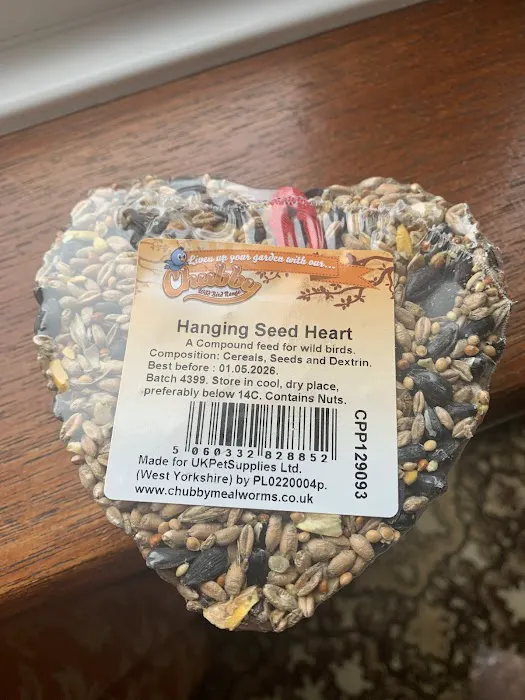 Liven up your garden with our...
Chubby
Wild Bird Range
Hanging Seed Heart
A Compound feed for wild birds.
Composition: Cereals, Seeds and Dextrin.
Best before : 01.05.2026.
Batch 4399. Store in cool, dry place,
preferably below 14C. Contains Nuts.
5 060332 828852
Made for UKPetSupplies Ltd.
(West Yorkshire) by PL0220004p.
www.chubbymealworms.co.uk
CPP129093